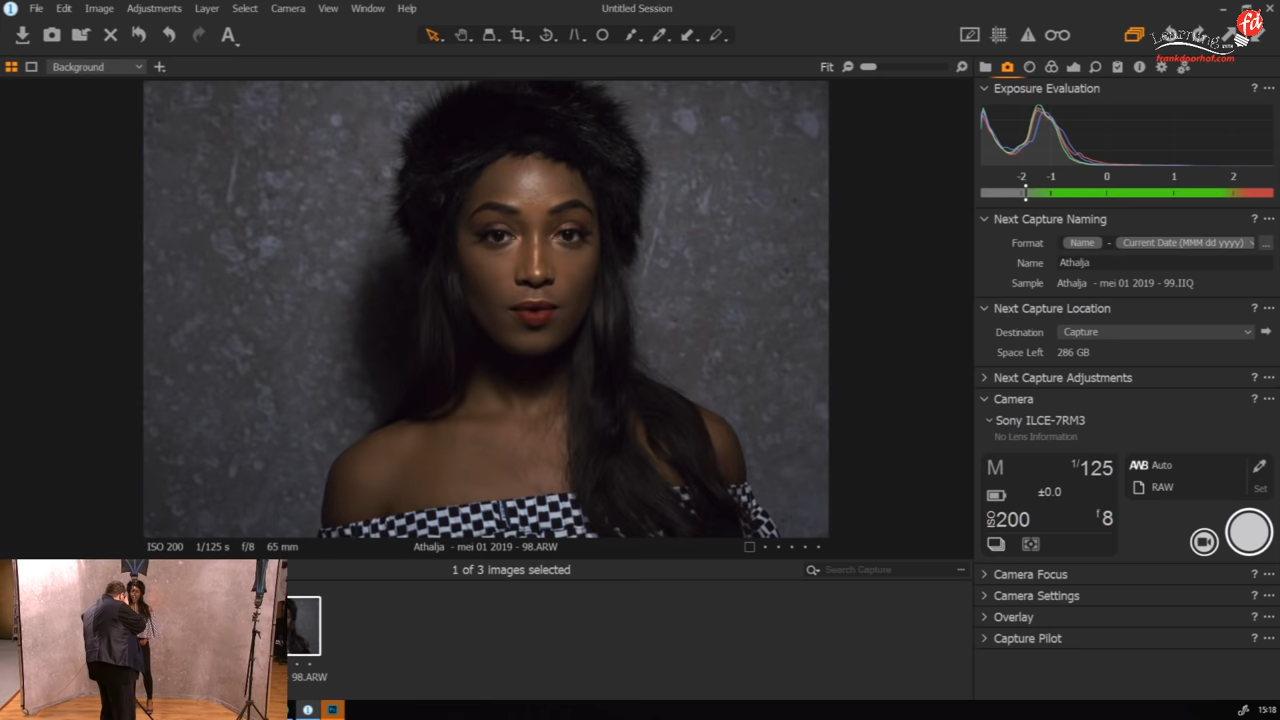 File Edit Image Adjustments Layer Select Camera View Window Help
Untitled Session
Learning
frankdoorhof.com
fd
A
Background
Fit
Exposure Evaluation
-2 -1 0 1 2
Next Capture Naming
Format Name - Current Date (MMM dd yyyy)
Name Athalja
Sample Athalja - mei 01 2019 - 99.IIQ
Next Capture Location
Destination Capture
Space Left 286 GB
Next Capture Adjustments
Camera
Sony ILCE-7RM3
No Lens Information
M 1/125
±0.0
ISO 200 f 8
AWB Auto
RAW
Set
Camera Focus
Camera Settings
Overlay
Capture Pilot
ISO 200 1/125 s f/8 65 mm
Athalja - mei 01 2019 - 98.ARW
1 of 3 images selected
Search Capture
98.ARW
15:18